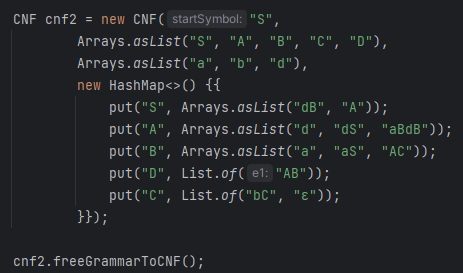 CNF cnf2 = new CNF( startSymbol: "S",
Arrays.asList("S", "A", "B", "C", "D"),
Arrays.asList("a", "b", "d"),
new HashMap<>() {{
put("S", Arrays.asList("dB", "A"));
put("A", Arrays.asList("d", "dS", "aBdB"));
put("B", Arrays.asList("a", "aS", "AC"));
put("D", List.of( e1: "AB"));
put("C", List.of("bC", "ε"));
}});
cnf2.freeGrammarToCNF();